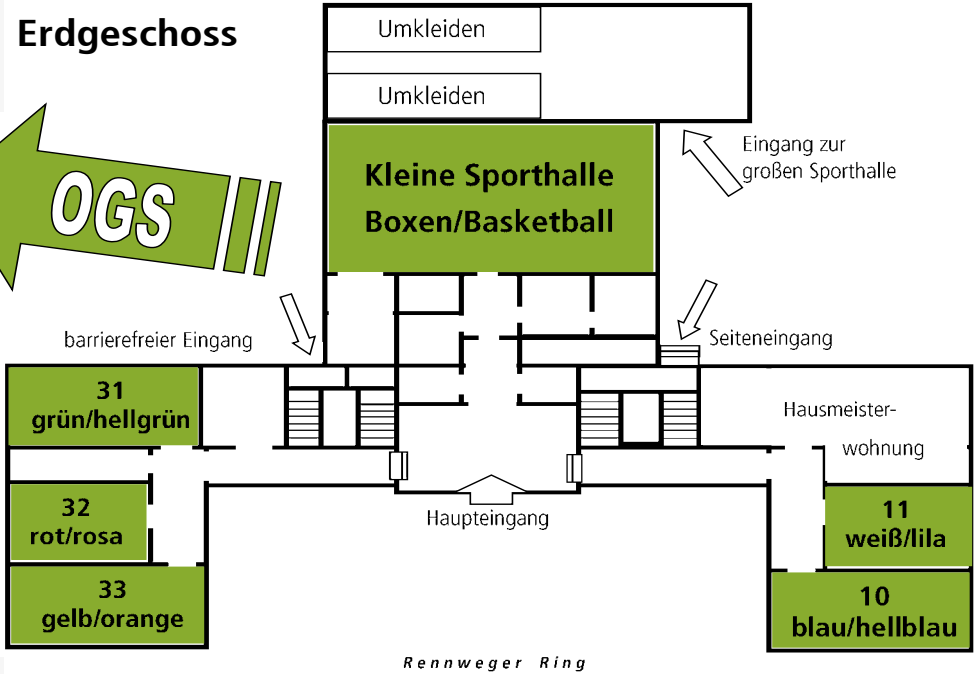 Erdgeschoss
Umkleiden
Umkleiden
Eingang zur
großen Sporthalle
Kleine Sporthalle
Boxen/Basketball
OGS
barrierefreier Eingang
Seiteneingang
31
grün/hellgrün
Hausmeister-
wohnung
32
rot/rosa
Haupteingang
11
weiß/lila
33
gelb/orange
10
blau/hellblau
Rennweger Ring